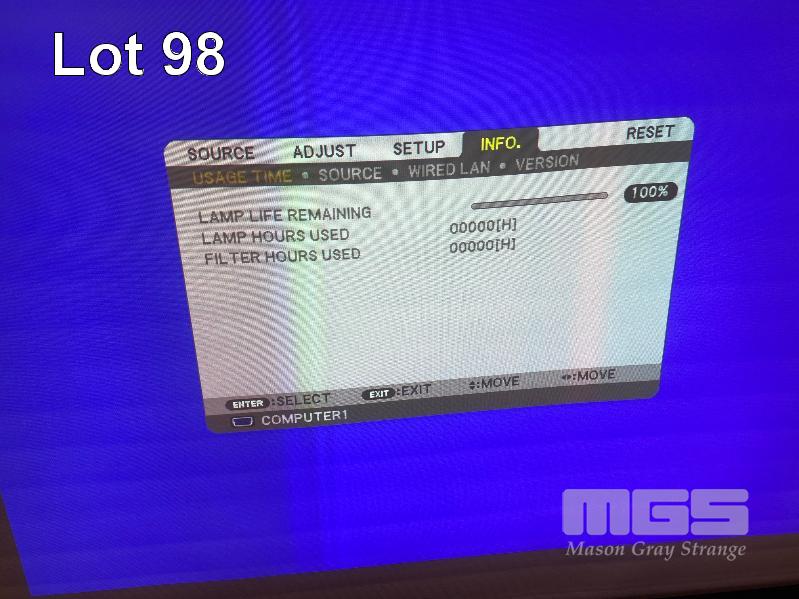 Lot 98
SOURCE ADJUST SETUP INFO. RESET
USAGE TIME • SOURCE • WIRED LAN • VERSION
LAMP LIFE REMAINING 100%
LAMP HOURS USED 00000[H]
FILTER HOURS USED 00000[H]
ENTER :SELECT EXIT :EXIT ♦:MOVE ◂▸:MOVE
COMPUTER1
MGS
Mason Gray Strange